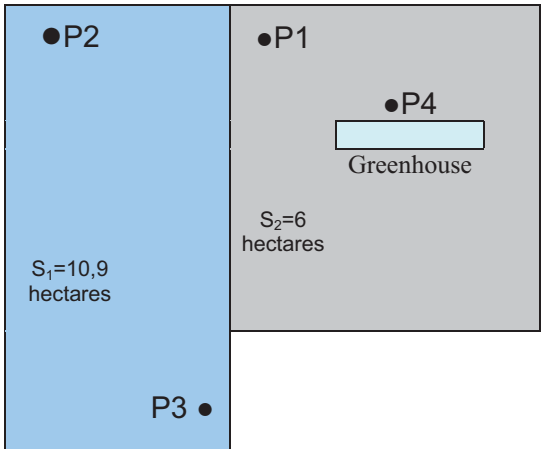 P2
P1
P4
Greenhouse
S₂=6
hectares
S₁=10,9
hectares
P3